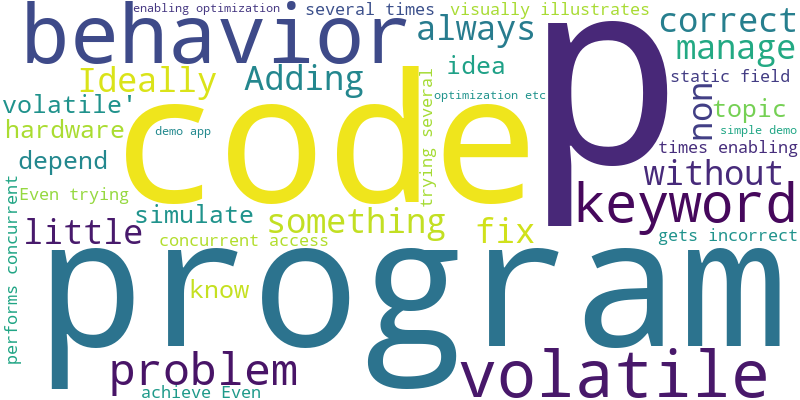 enabling optimization
several times
visually illustrates
behavior
always
correct
p
manage
Ideally
Adding
idea
static field
code
volatile'
optimization etc
non
topic
hardware
demo app
trying several
simple demo
times enabling
depend
without
Even trying
keyword
simulate
something
little
fix
concurrent access
gets incorrect
performs concurrent
program
know
problem
volatile
achieve Even